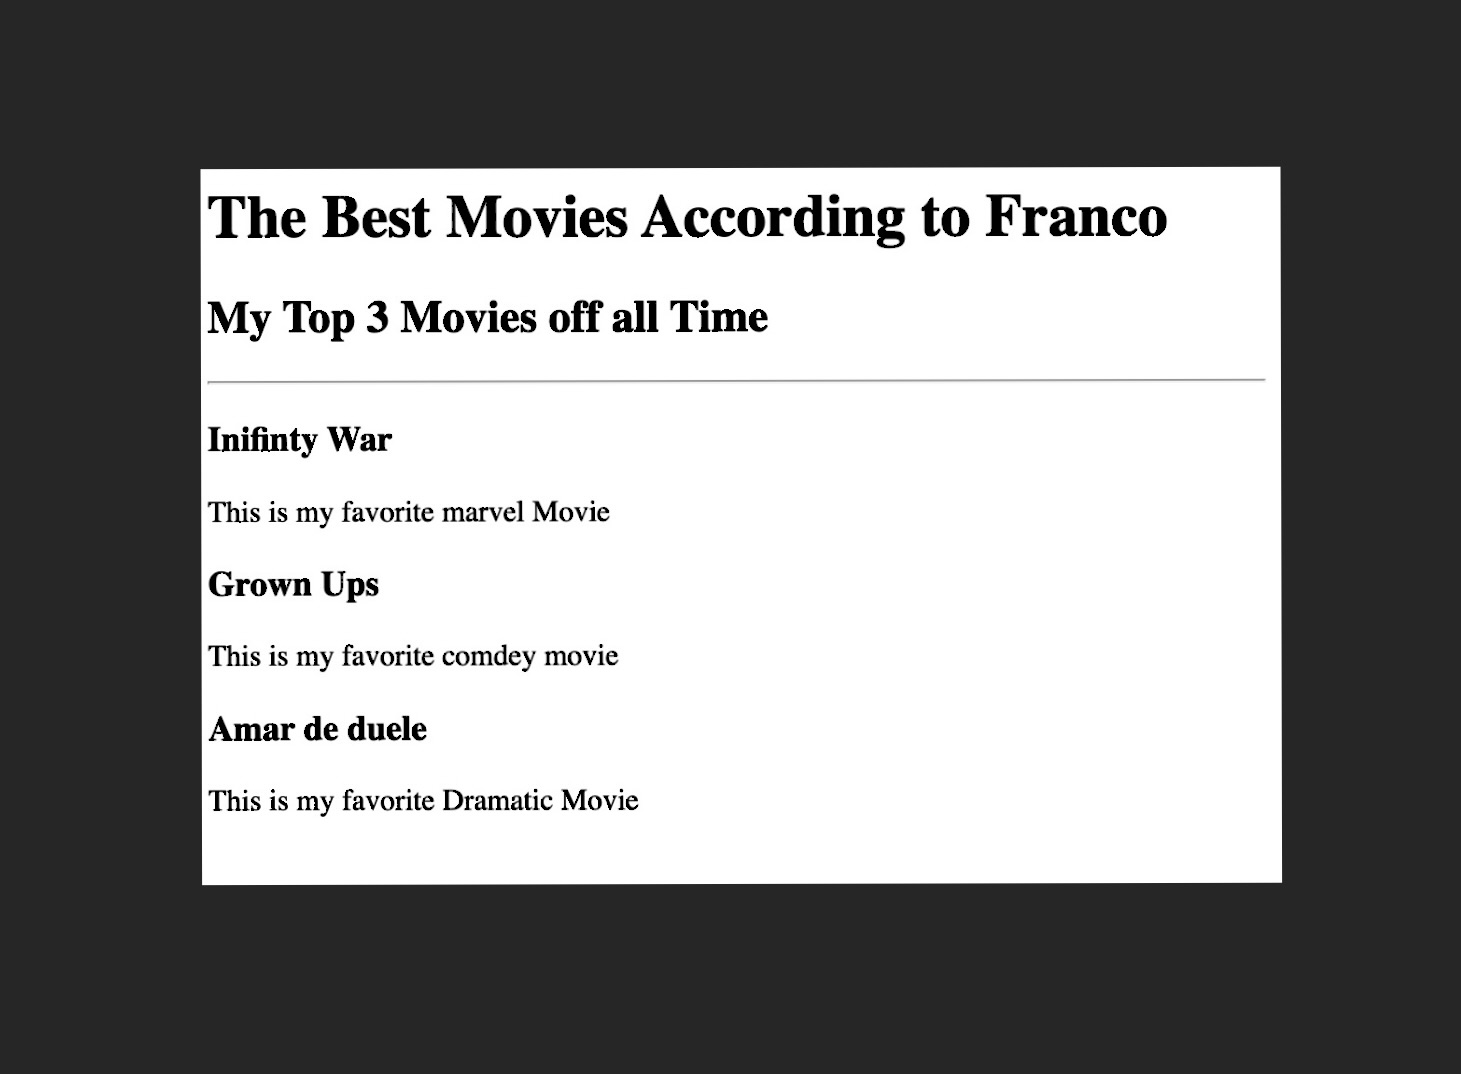 The Best Movies According to Franco
My Top 3 Movies off all Time
Inifinty War
This is my favorite marvel Movie
Grown Ups
This is my favorite comdey movie
Amar de duele
This is my favorite Dramatic Movie